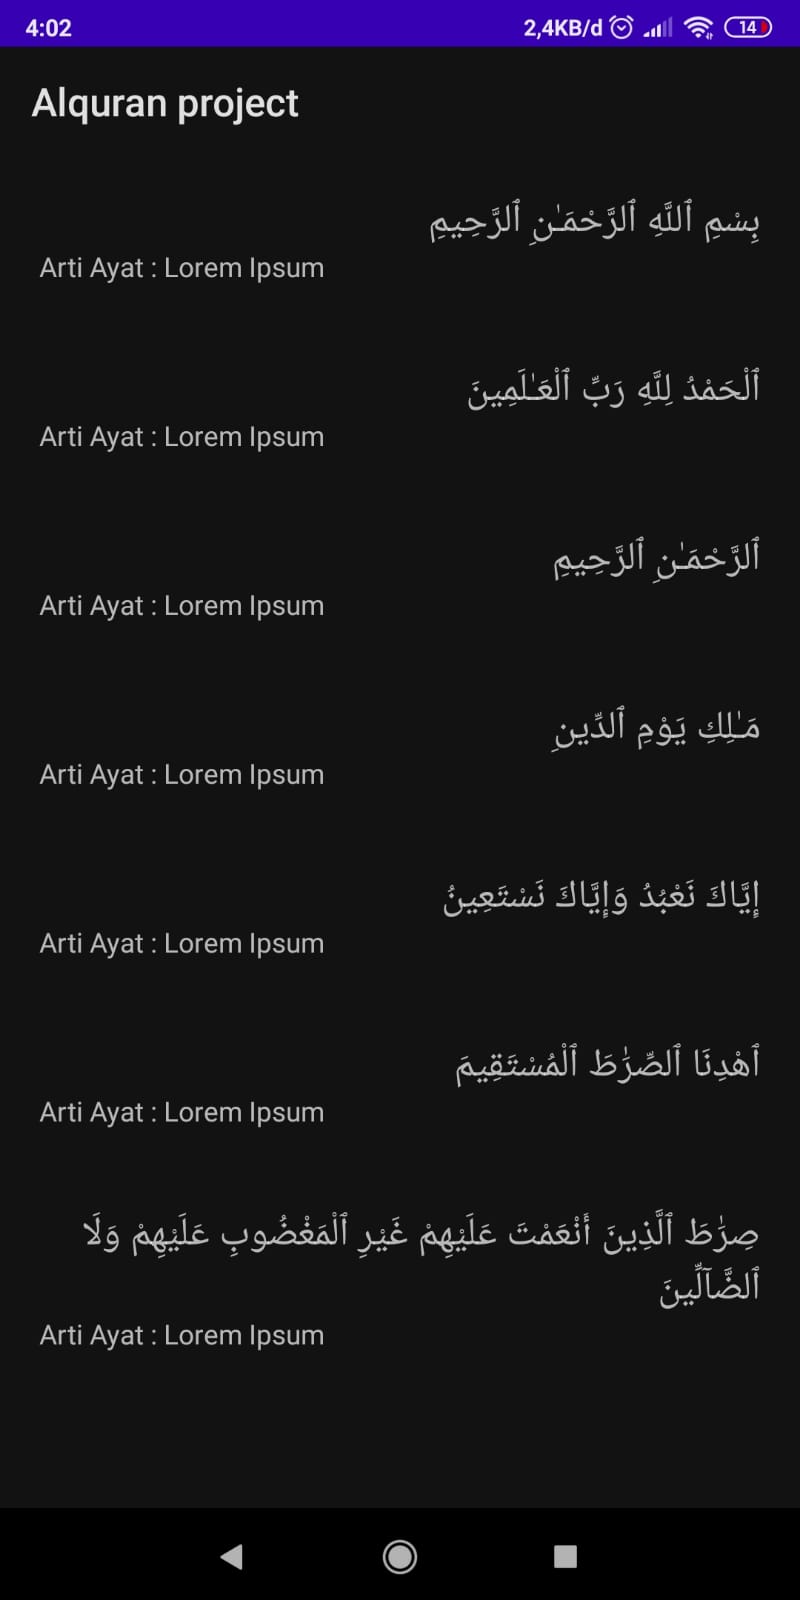 4:02 2,4KB/d 14
Alquran project
بِسْمِ ٱللَّهِ ٱلرَّحْمَـٰنِ ٱلرَّحِيمِ
Arti Ayat : Lorem Ipsum
ٱلْحَمْدُ لِلَّهِ رَبِّ ٱلْعَـٰلَمِينَ
Arti Ayat : Lorem Ipsum
ٱلرَّحْمَـٰنِ ٱلرَّحِيمِ
Arti Ayat : Lorem Ipsum
مَـٰلِكِ يَوْمِ ٱلدِّينِ
Arti Ayat : Lorem Ipsum
إِيَّاكَ نَعْبُدُ وَإِيَّاكَ نَسْتَعِينُ
Arti Ayat : Lorem Ipsum
ٱهْدِنَا ٱلصِّرَٰطَ ٱلْمُسْتَقِيمَ
Arti Ayat : Lorem Ipsum
صِرَٰطَ ٱلَّذِينَ أَنْعَمْتَ عَلَيْهِمْ غَيْرِ ٱلْمَغْضُوبِ عَلَيْهِمْ وَلَا
ٱلضَّآلِّينَ
Arti Ayat : Lorem Ipsum